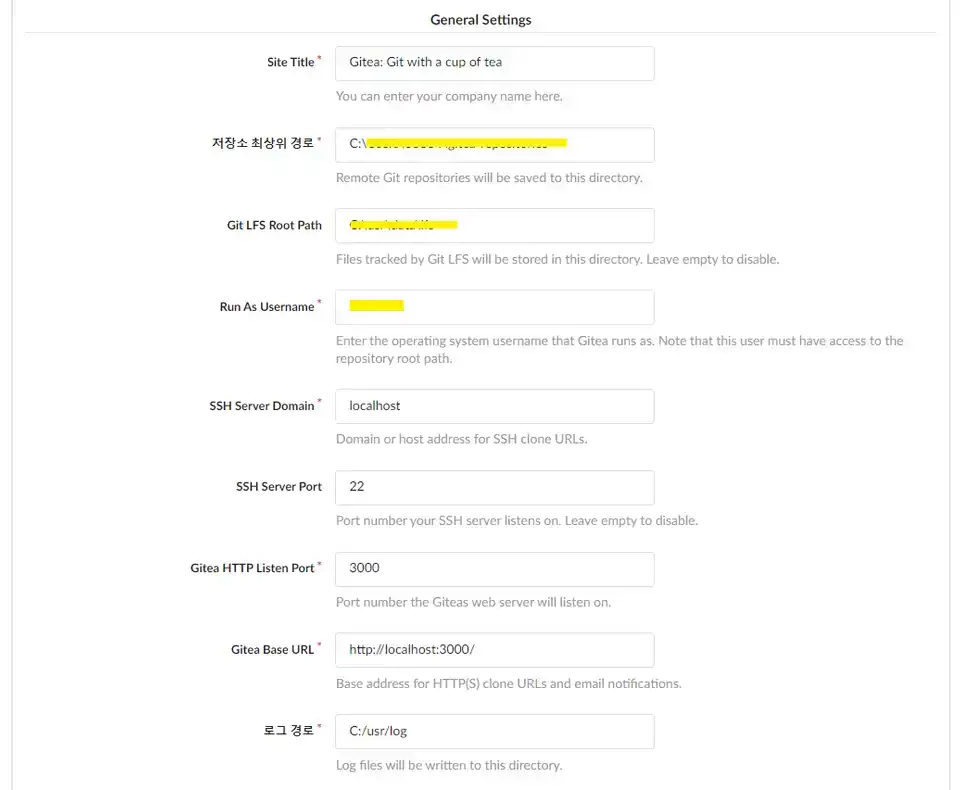 General Settings
Site Title *
Gitea: Git with a cup of tea
You can enter your company name here.
저장소 최상위 경로 *
C:\
Remote Git repositories will be saved to this directory.
Git LFS Root Path
Files tracked by Git LFS will be stored in this directory. Leave empty to disable.
Run As Username *
Enter the operating system username that Gitea runs as. Note that this user must have access to the
repository root path.
SSH Server Domain *
localhost
Domain or host address for SSH clone URLs.
SSH Server Port
22
Port number your SSH server listens on. Leave empty to disable.
Gitea HTTP Listen Port *
3000
Port number the Giteas web server will listen on.
Gitea Base URL *
http://localhost:3000/
Base address for HTTP(S) clone URLs and email notifications.
로그 경로 *
C:/usr/log
Log files will be written to this directory.